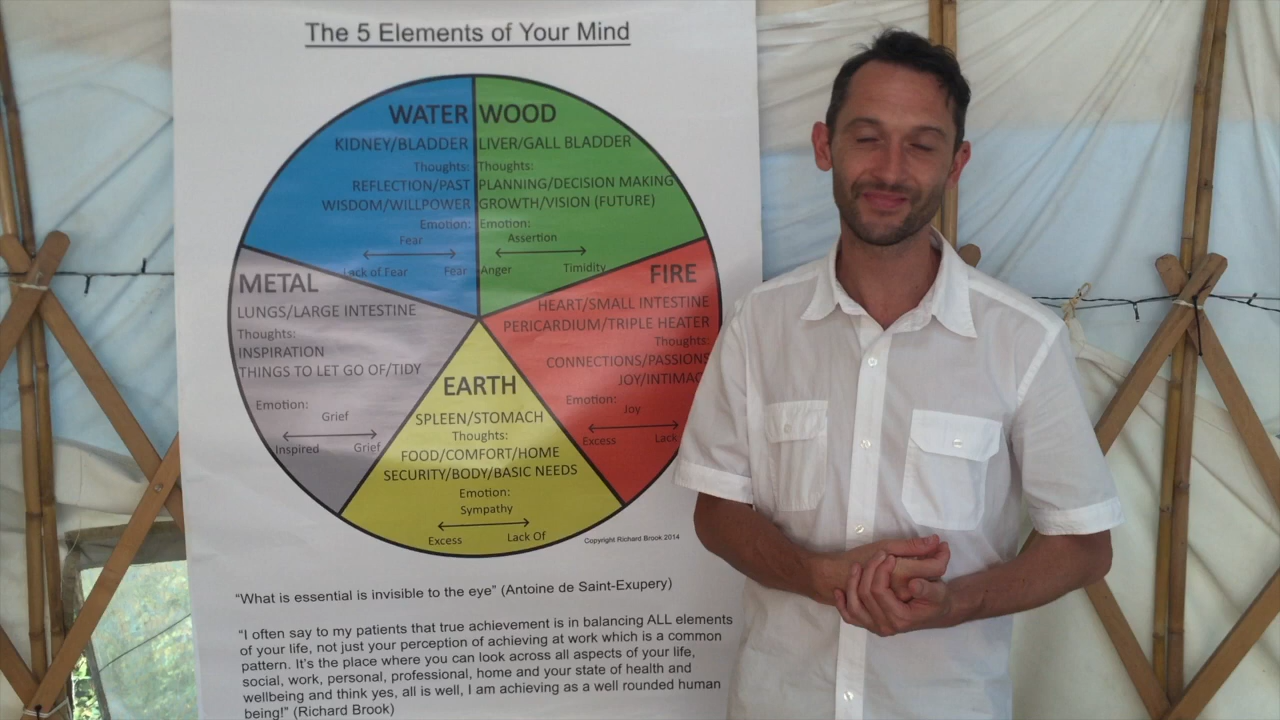 The 5 Elements of Your Mind
WATER
KIDNEY/BLADDER
Thoughts:
REFLECTION/PAST
WISDOM/WILLPOWER
Emotion:
Fear
Lack of Fear Fear
WOOD
LIVER/GALL BLADDER
Thoughts:
PLANNING/DECISION MAKING
GROWTH/VISION (FUTURE)
Emotion:
Assertion
Anger Timidity
METAL
LUNGS/LARGE INTESTINE
Thoughts:
INSPIRATION
THINGS TO LET GO OF/TIDY
Emotion:
Grief
Inspired Grief
FIRE
HEART/SMALL INTESTINE
PERICARDIUM/TRIPLE HEATER
Thoughts:
CONNECTIONS/PASSIONS
JOY/INTIMAC
Emotion:
Joy
Excess Lack
EARTH
SPLEEN/STOMACH
Thoughts:
FOOD/COMFORT/HOME
SECURITY/BODY/BASIC NEEDS
Emotion:
Sympathy
Excess Lack Of
Copyright Richard Brook 2014
“What is essential is invisible to the eye” (Antoine de Saint-Exupery)
“I often say to my patients that true achievement is in balancing ALL elements
of your life, not just your perception of achieving at work which is a common
pattern. It’s the place where you can look across all aspects of your life,
social, work, personal, professional, home and your state of health and
wellbeing and think yes, all is well, I am achieving as a well rounded human
being!” (Richard Brook)